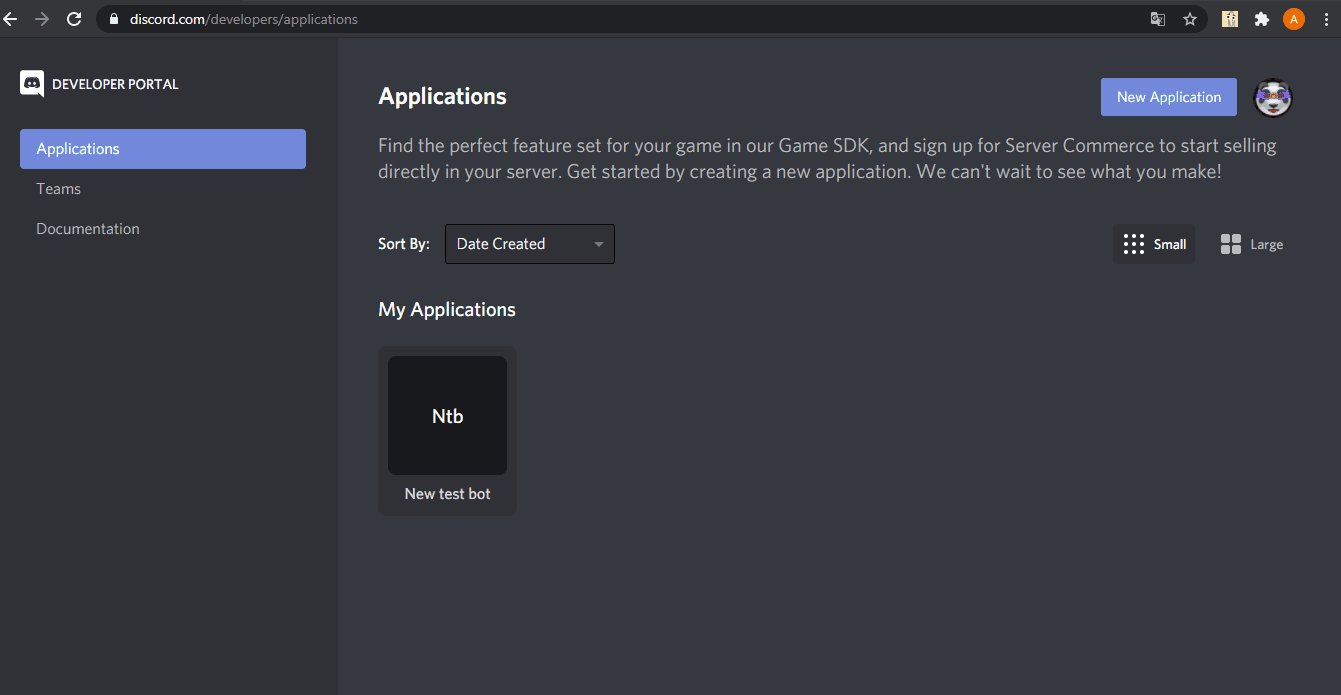 discord.com/developers/applications
A
DEVELOPER PORTAL
Applications
Teams
Documentation
Applications
New Application
Find the perfect feature set for your game in our Game SDK, and sign up for Server Commerce to start selling
directly in your server. Get started by creating a new application. We can't wait to see what you make!
Sort By:
Date Created
Small
Large
My Applications
Ntb
New test bot